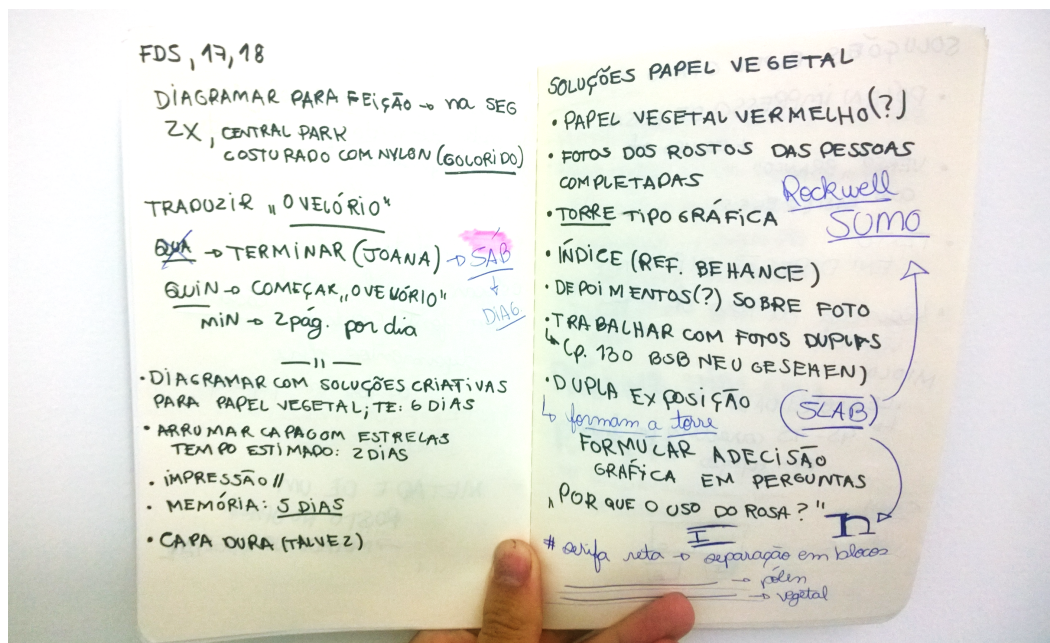 FDS, 17, 18
DIAGRAMAR PARA FEIÇÃO → na SEG
2X, CENTRAL PARK
COSTURADO COM NYLON (COLORIDO)
TRADUZIR „OVELÓRIO"
QUA → TERMINAR (JOANA) → SÁB
↓
DIAG
QUIN → COMEÇAR „OVELÓRIO"
MIN → 2 pág. por dia
—11—
• DIAGRAMAR COM SOLUÇÕES CRIATIVAS
PARA PAPEL VEGETAL; TE: 6 DIAS
• ARRUMAR CAPA COM ESTRELAS
TEMPO ESTIMADO: 2 DIAS
• IMPRESSÃO //
• MEMÓRIA: 5 DIAS
• CAPA DURA (TALVEZ)
SOLUÇÕES PAPEL VEGETAL
• PAPEL VEGETAL VERMELHO (?)
• FOTOS DOS ROSTOS DAS PESSOAS
COMPLETADAS
Rockwell
• TORRE TIPOGRÁFICA
SUMO
• ÍNDICE (REF. BEHANCE)
• DEPOIMENTOS (?) SOBRE FOTO
• TRABALHAR COM FOTOS DUPLAS
↳ (p. 130 BSB NEU GESEHEN)
• DUPLA EXPOSIÇÃO
(SLAB)
↳ formam a torre
FORMULAR A DECISÃO
GRÁFICA EM PERGUNTAS
„POR QUE O USO DO ROSA?"
n
I
# serifa reta → separação em blocos
→ pólen
→ vegetal